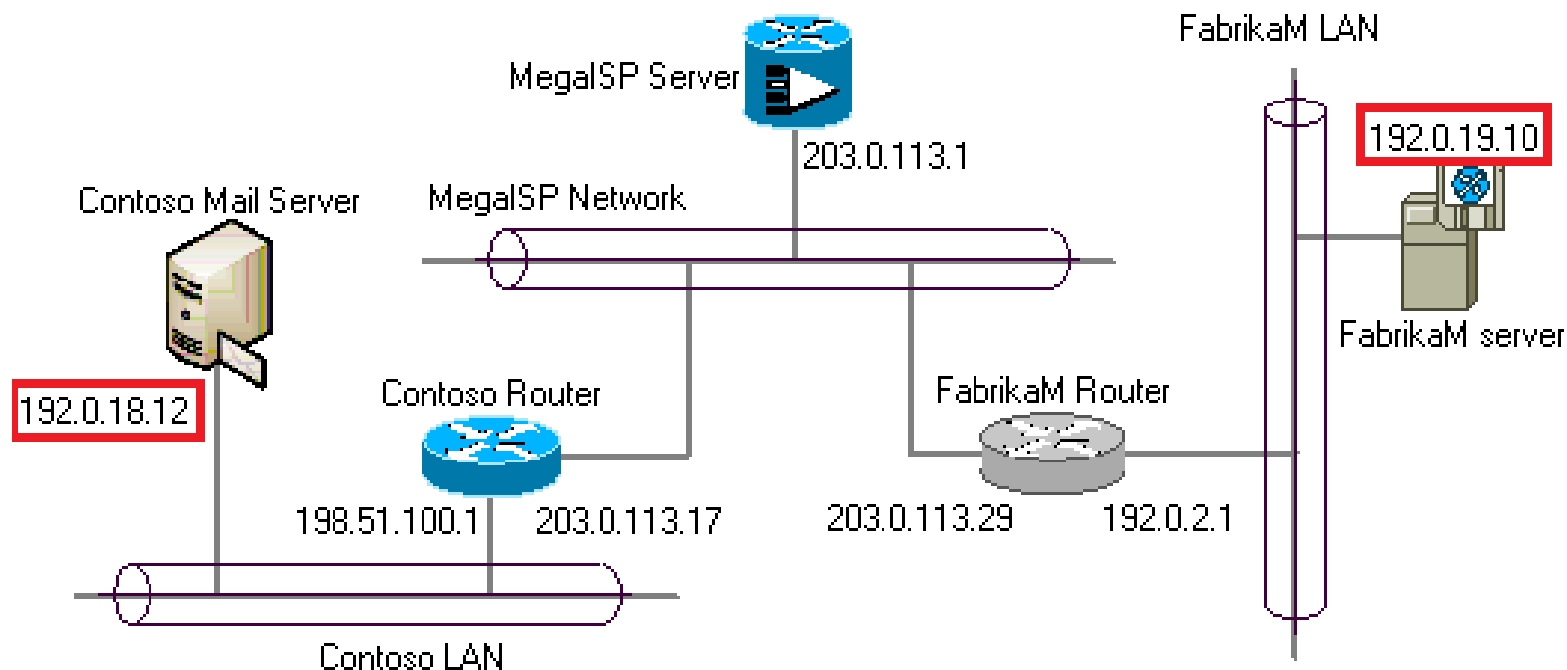 FabrikaM LAN
MegaISP Server
192.0.19.10
203.0.113.1
Contoso Mail Server
MegaISP Network
FabrikaM server
192.0.18.12
Contoso Router
FabrikaM Router
198.51.100.1
203.0.113.17
203.0.113.29
192.0.2.1
Contoso LAN